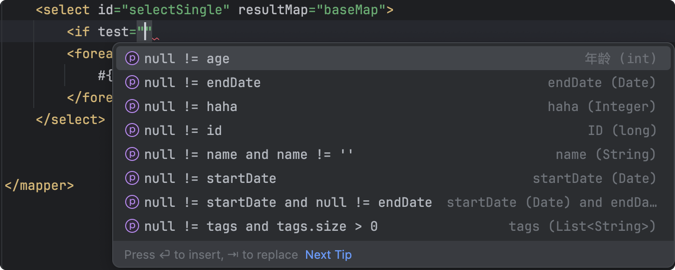 <select id="selectSingle" resultMap="baseMap">
<if test=""
<forea
#{
</fore
</select>
</mapper>
null != age 年龄 (int)
null != endDate endDate (Date)
null != haha haha (Integer)
null != id ID (long)
null != name and name != '' name (String)
null != startDate startDate (Date)
null != startDate and null != endDate startDate (Date) and endDa…
null != tags and tags.size > 0 tags (List<String>)
Press ⏎ to insert, ⇥ to replace Next Tip